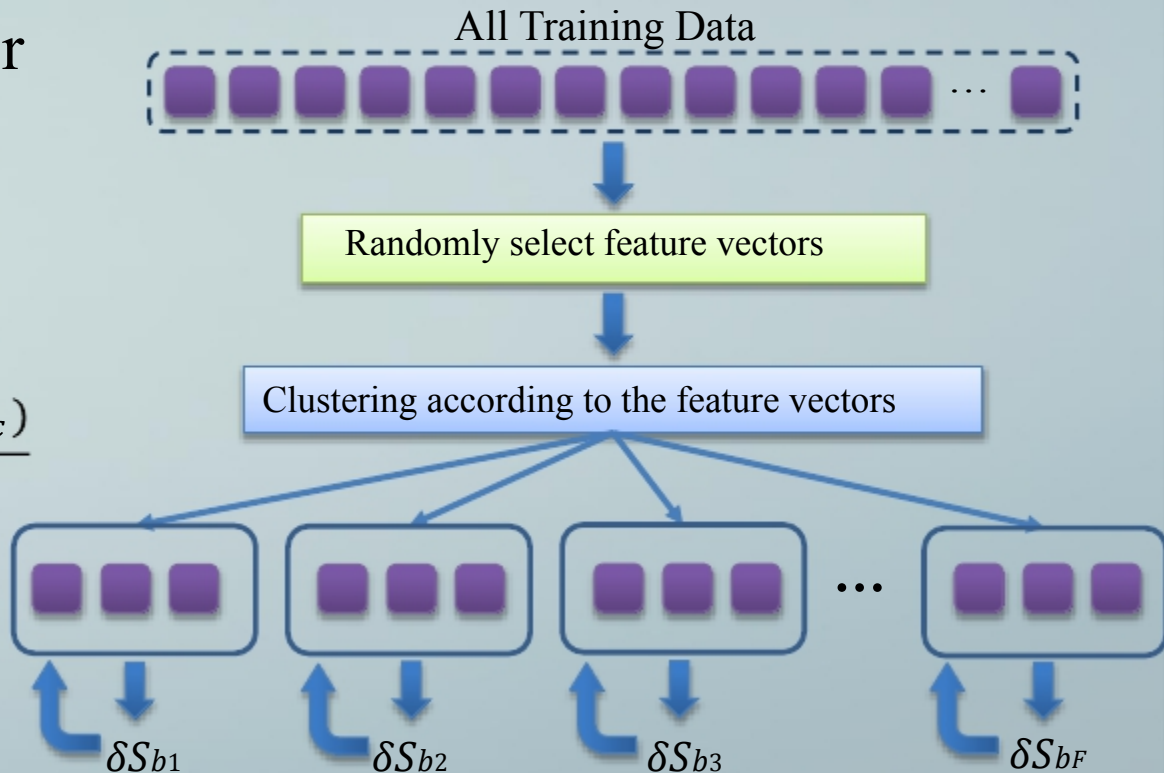 r
All Training Data
...
Randomly select feature vectors
Clustering according to the feature vectors
c )
...
δSb1 δSb2 δSb3 δSbF